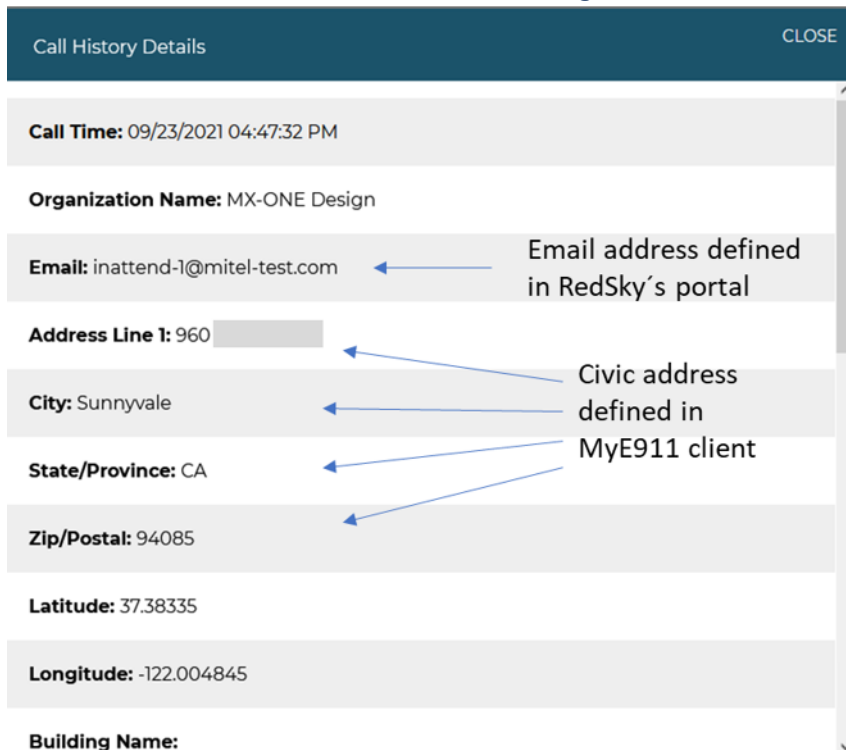 Call History Details
CLOSE
Call Time: 09/23/2021 04:47:32 PM
Organization Name: MX-ONE Design
Email: inattend-1@mitel-test.com
Email address defined
in RedSky´s portal
Address Line 1: 960
Civic address
defined in
MyE911 client
City: Sunnyvale
State/Province: CA
Zip/Postal: 94085
Latitude: 37.38335
Longitude: -122.004845
Building Name: